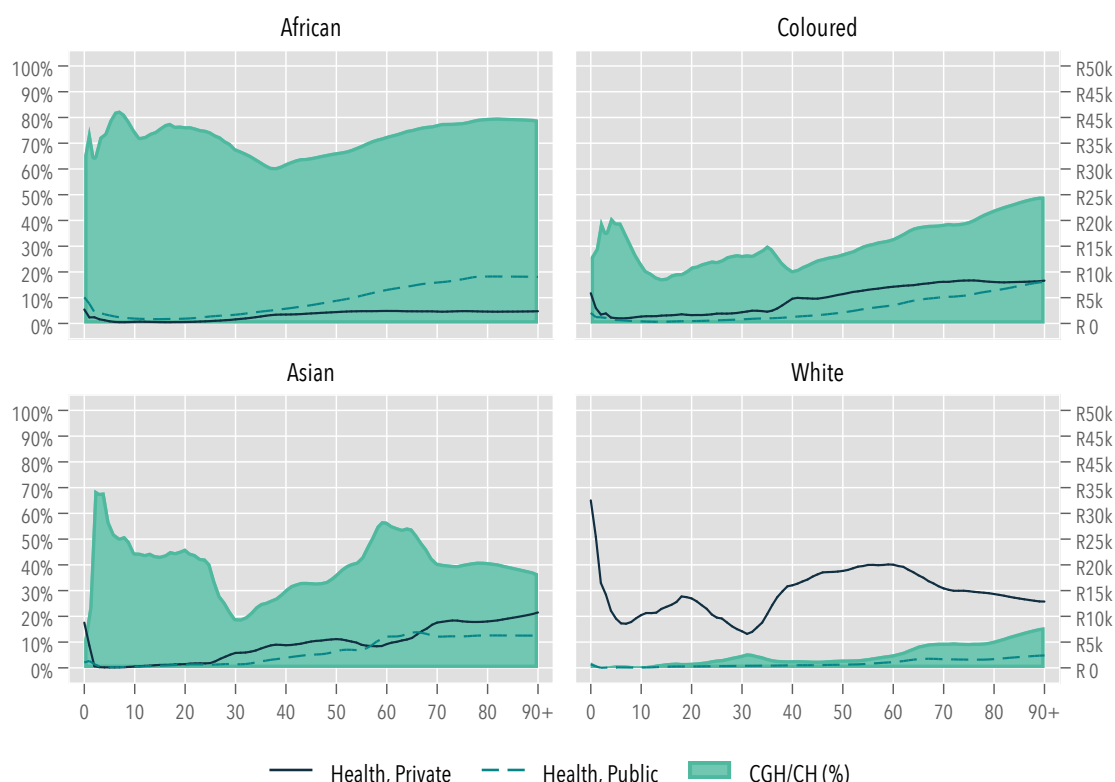 African
Coloured
100%
90%
80%
70%
60%
50%
40%
30%
20%
10%
0%
R50k
R45k
R45k
R35k
R30k
R25k
R20k
R15k
R10k
R5k
R 0
Asian
White
100%
90%
80%
70%
60%
50%
40%
30%
20%
10%
0%
R50k
R45k
R45k
R35k
R30k
R25k
R20k
R15k
R10k
R5k
R 0
0 10 20 30 40 50 60 70 80 90+
0 10 20 30 40 50 60 70 80 90+
Health, Private Health, Public CGH/CH (%)